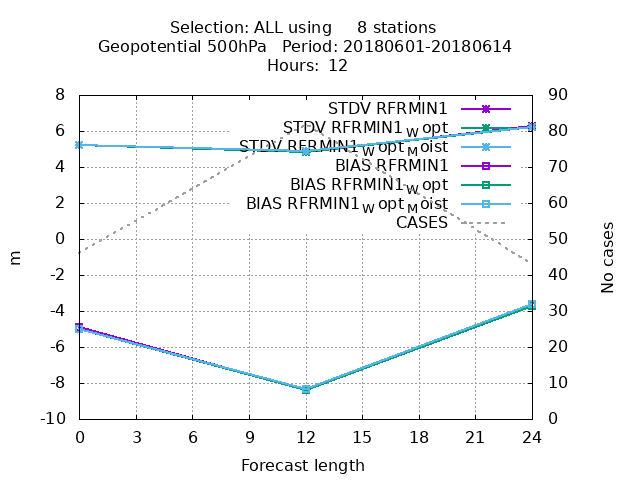 Selection: ALL using     8 stations
Geopotential 500hPa   Period: 20180601-20180614
Hours: 12
8
6
4
2
0
-2
-4
-6
-8
-10
90
80
70
60
50
40
30
20
10
0
STDV RFRMIN1
STDV RFRMIN1_W opt
STDV RFRMIN1_W opt_M oist
BIAS RFRMIN1
BIAS RFRMIN1_W opt
BIAS RFRMIN1_W opt_M oist
CASES
m
No cases
0 3 6 9 12 15 18 21 24
Forecast length